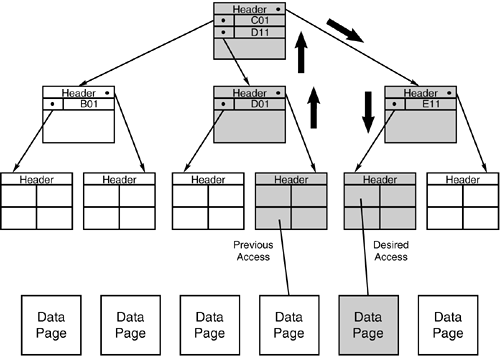 Header
C01
D11
Header
B01
Header
D01
Header
E11
Header
Header
Header
Header
Header
Header
Previous
Access
Desired
Access
Data
Page
Data
Page
Data
Page
Data
Page
Data
Page
Data
Page